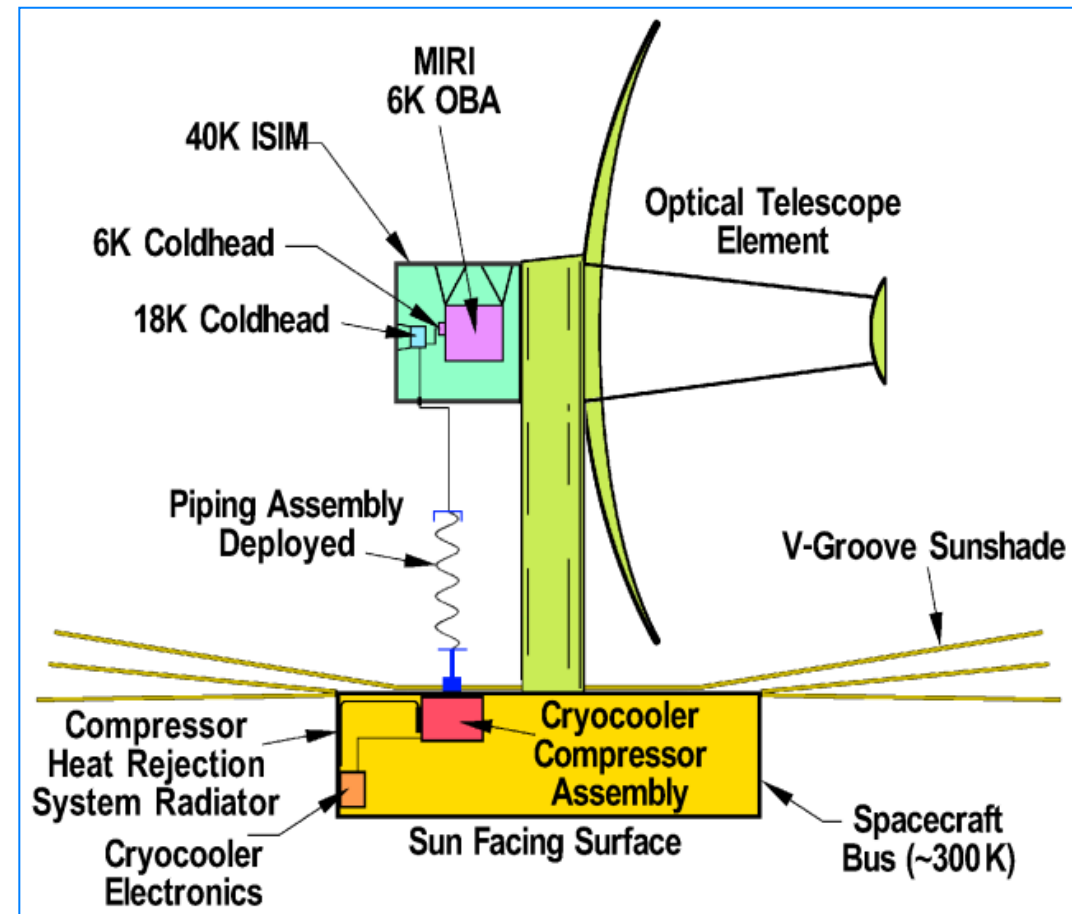 MIRI
6K OBA
40K ISIM
Optical Telescope
Element
6K Coldhead
18K Coldhead
Piping Assembly
Deployed
V-Groove Sunshade
Compressor
Heat Rejection
System Radiator
Cryocooler
Compressor
Assembly
Cryocooler
Electronics
Sun Facing Surface
Spacecraft
Bus (~300K)